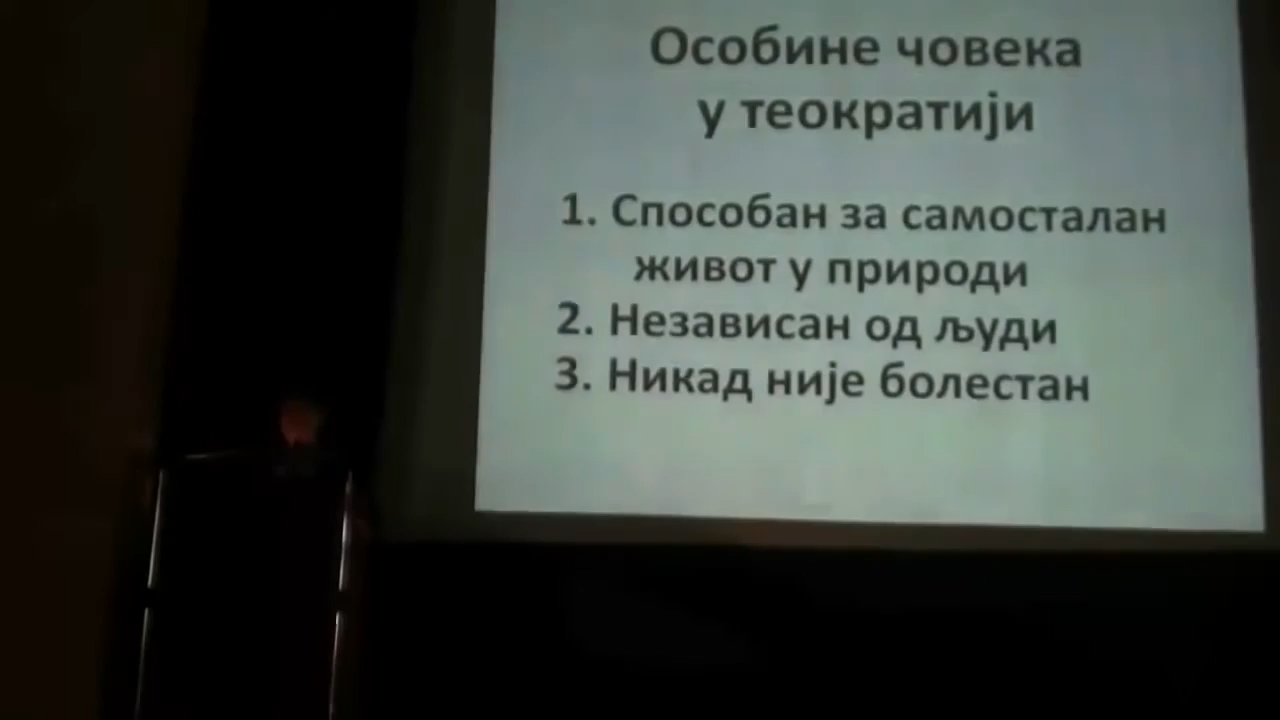 Особине човека
у теократији
1. Способан за самосталан
живот у природи
2. Независан од људи
3. Никад није болестан